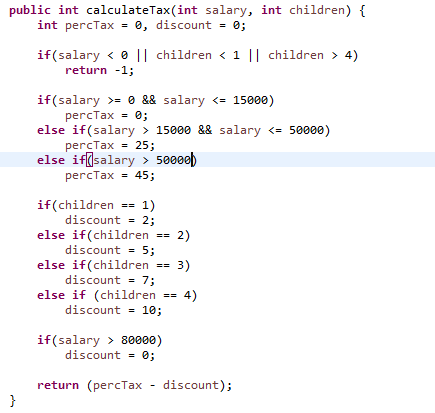 public int calculateTax(int salary, int children) {
    int percTax = 0, discount = 0;

    if(salary < 0 || children < 1 || children > 4)
        return -1;

    if(salary >= 0 && salary <= 15000)
        percTax = 0;
    else if(salary > 15000 && salary <= 50000)
        percTax = 25;
    else if(salary > 50000)
        percTax = 45;

    if(children == 1)
        discount = 2;
    else if(children == 2)
        discount = 5;
    else if(children == 3)
        discount = 7;
    else if (children == 4)
        discount = 10;

    if(salary > 80000)
        discount = 0;

    return (percTax - discount);
}